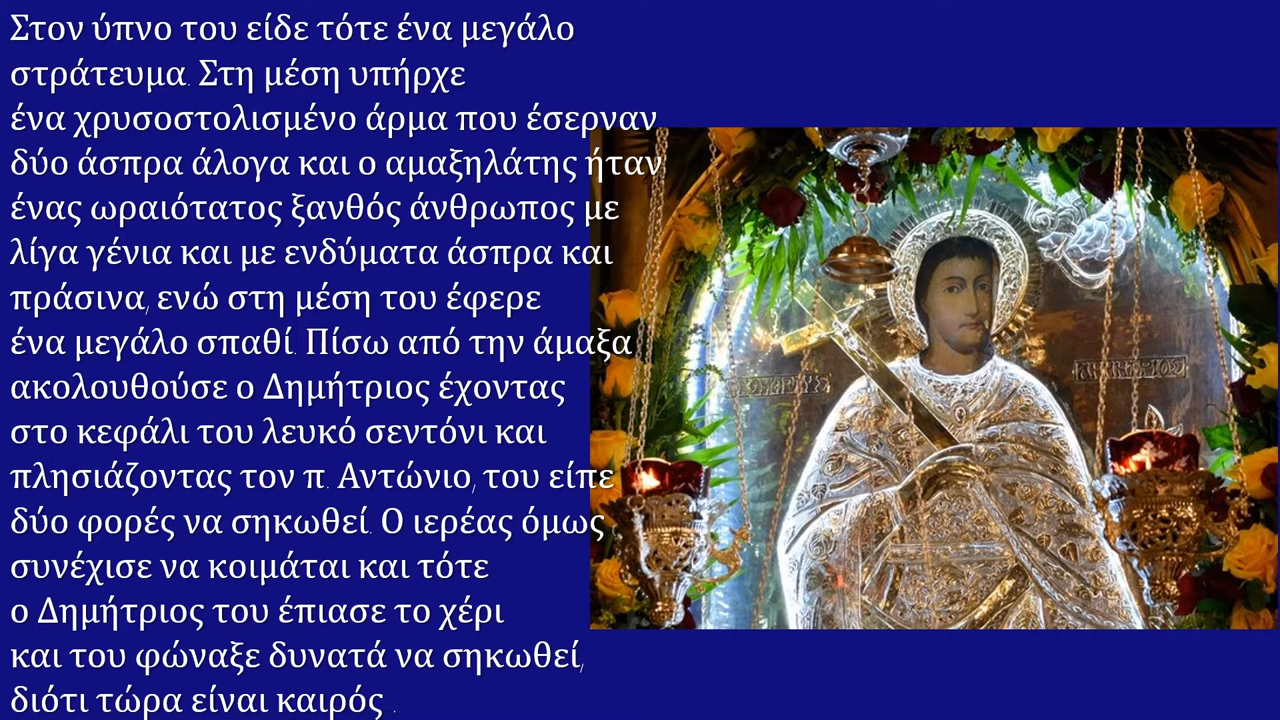 Στον ύπνο του είδε τότε ένα μεγάλο
στράτευμα. Στη μέση υπήρχε
ένα χρυσοστολισμένο άρμα που έσερναν
δύο άσπρα άλογα και ο αμαξηλάτης ήταν
ένας ωραιότατος ξανθός άνθρωπος με
λίγα γένια και με ενδύματα άσπρα και
πράσινα, ενώ στη μέση του έφερε
ένα μεγάλο σπαθί. Πίσω από την άμαξα
ακολουθούσε ο Δημήτριος έχοντας
στο κεφάλι του λευκό σεντόνι και
πλησιάζοντας τον π. Αντώνιο, του είπε
δύο φορές να σηκωθεί. Ο ιερέας όμως
συνέχισε να κοιμάται και τότε
ο Δημήτριος του έπιασε το χέρι
και του φώναξε δυνατά να σηκωθεί,
διότι τώρα είναι καιρός .